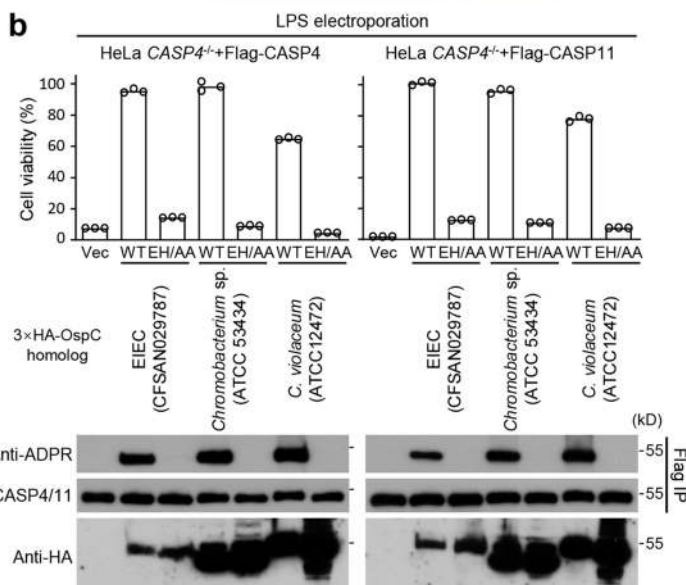 b
LPS electroporation
HeLa CASP4-/-+Flag-CASP4
HeLa CASP4-/-+Flag-CASP11
Cell viability (%)
100
80
60
40
20
0
Vec WT EH/AA WT EH/AA WT EH/AA
Vec WT EH/AA WT EH/AA WT EH/AA
3×HA-OspC
homolog
EIEC
(CFSAN029787)
Chromobacterium sp.
(ATCC 53434)
C. violaceum
(ATCC12472)
EIEC
(CFSAN029787)
Chromobacterium sp.
(ATCC 53434)
C. violaceum
(ATCC12472)
(kD)
nti-ADPR
-
-55
CASP4/11
-
-55
Anti-HA
-
-55
Flag IP